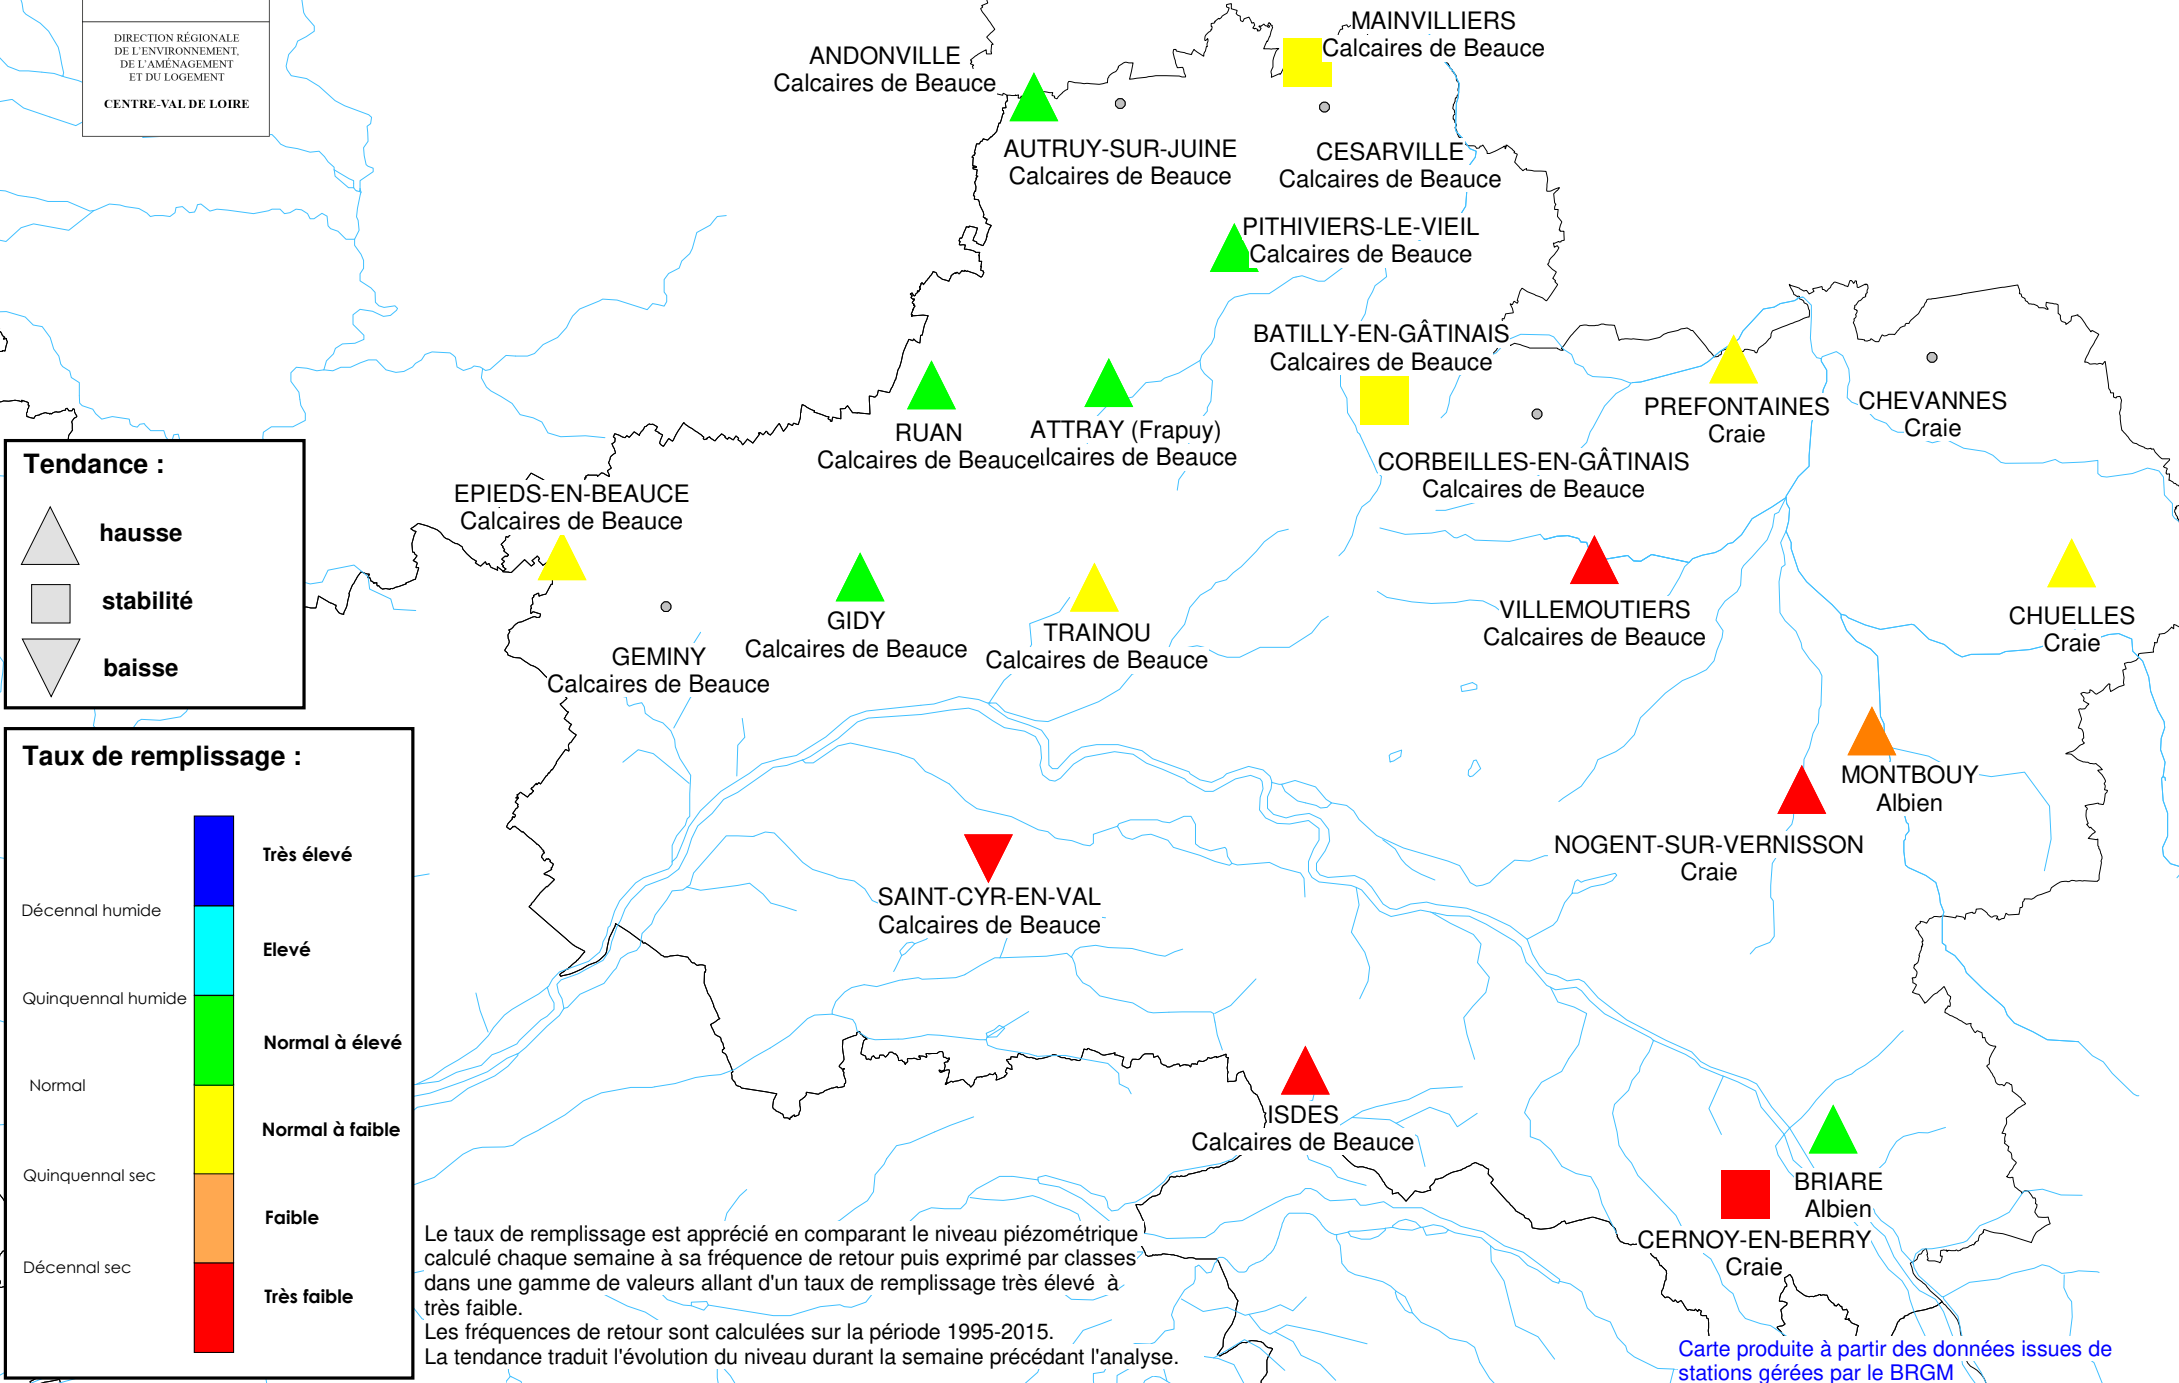 DIRECTION RÉGIONALE
DE L'ENVIRONNEMENT,
DE L'AMÉNAGEMENT
ET DU LOGEMENT
CENTRE-VAL DE LOIRE
MAINVILLIERS
Calcaires de Beauce
ANDONVILLE
Calcaires de Beauce
AUTRUY-SUR-JUINE
Calcaires de Beauce
CESARVILLE
Calcaires de Beauce
PITHIVIERS-LE-VIEIL
Calcaires de Beauce
BATILLY-EN-GÂTINAIS
Calcaires de Beauce
PREFONTAINES
Craie
CHEVANNES
Craie
RUAN
Calcaires de Beauce
ATTRAY (Frapuy)
lcaires de Beauce
CORBEILLES-EN-GÂTINAIS
Calcaires de Beauce
EPIEDS-EN-BEAUCE
Calcaires de Beauce
GEMINY
Calcaires de Beauce
GIDY
Calcaires de Beauce
TRAINOU
Calcaires de Beauce
VILLEMOUTIERS
Calcaires de Beauce
CHUELLES
Craie
MONTBOUY
Albien
NOGENT-SUR-VERNISSON
Craie
SAINT-CYR-EN-VAL
Calcaires de Beauce
ISDES
Calcaires de Beauce
BRIARE
Albien
CERNOY-EN-BERRY
Craie
Tendance :
hausse
stabilité
baisse
Taux de remplissage :
Très élevé
Décennal humide
Elevé
Quinquennal humide
Normal à élevé
Normal
Normal à faible
Quinquennal sec
Faible
Décennal sec
Très faible
Le taux de remplissage est apprécié en comparant le niveau piézométrique
calculé chaque semaine à sa fréquence de retour puis exprimé par classes
dans une gamme de valeurs allant d'un taux de remplissage très élevé à
très faible.
Les fréquences de retour sont calculées sur la période 1995-2015.
La tendance traduit l'évolution du niveau durant la semaine précédant l'analyse.
Carte produite à partir des données issues de
stations gérées par le BRGM